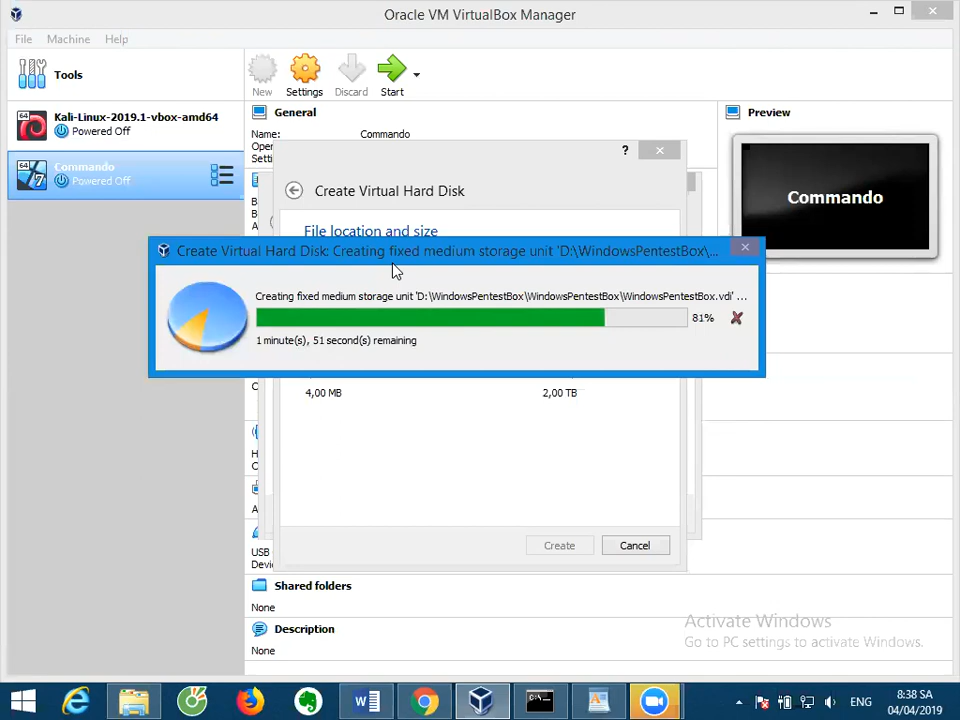 Oracle VM VirtualBox Manager
File Machine Help
Tools
New
Settings
Discard
Start
64
Kali-Linux-2019.1-vbox-amd64
Powered Off
64
Commando
Powered Off
General
Name: Commando
Preview
Commando
?
Create Virtual Hard Disk
File location and size
Create Virtual Hard Disk: Creating fixed medium storage unit 'D:\WindowsPentestBox\...
Creating fixed medium storage unit 'D:\WindowsPentestBox\WindowsPentestBox\WindowsPentestBox.vdi' ...
81%
1 minute(s), 51 second(s) remaining
4,00 MB
2,00 TB
Create
Cancel
USB
Shared folders
None
Description
None
Activate Windows
Go to PC settings to activate Windows.
ENG
8:38 SA
04/04/2019